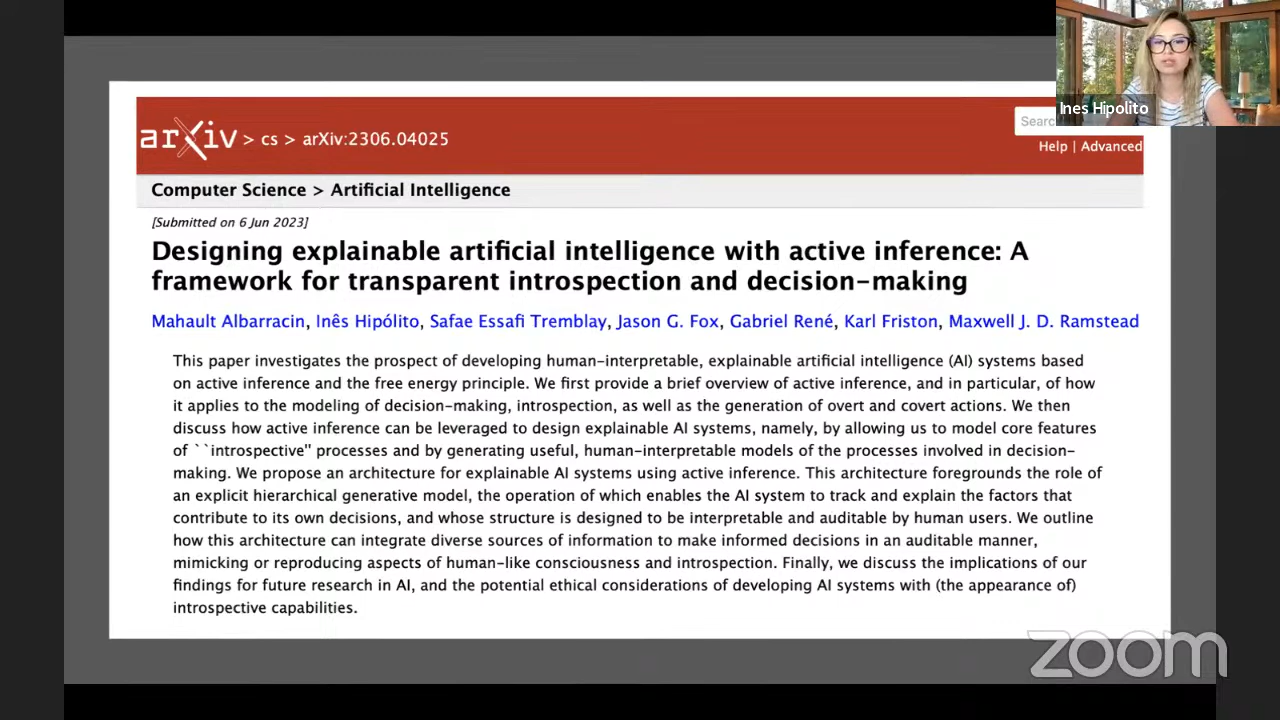 Ines Hipolito
arXiv > cs > arXiv:2306.04025
Searc
Help | Advanced
Computer Science > Artificial Intelligence
[Submitted on 6 Jun 2023]
Designing explainable artificial intelligence with active inference: A
framework for transparent introspection and decision-making
Mahault Albarracin, Inês Hipólito, Safae Essafi Tremblay, Jason G. Fox, Gabriel René, Karl Friston, Maxwell J. D. Ramstead
This paper investigates the prospect of developing human-interpretable, explainable artificial intelligence (AI) systems based
on active inference and the free energy principle. We first provide a brief overview of active inference, and in particular, of how
it applies to the modeling of decision-making, introspection, as well as the generation of overt and covert actions. We then
discuss how active inference can be leveraged to design explainable AI systems, namely, by allowing us to model core features
of ``introspective" processes and by generating useful, human-interpretable models of the processes involved in decision-
making. We propose an architecture for explainable AI systems using active inference. This architecture foregrounds the role of
an explicit hierarchical generative model, the operation of which enables the AI system to track and explain the factors that
contribute to its own decisions, and whose structure is designed to be interpretable and auditable by human users. We outline
how this architecture can integrate diverse sources of information to make informed decisions in an auditable manner,
mimicking or reproducing aspects of human-like consciousness and introspection. Finally, we discuss the implications of our
findings for future research in AI, and the potential ethical considerations of developing AI systems with (the appearance of)
introspective capabilities.
zoom